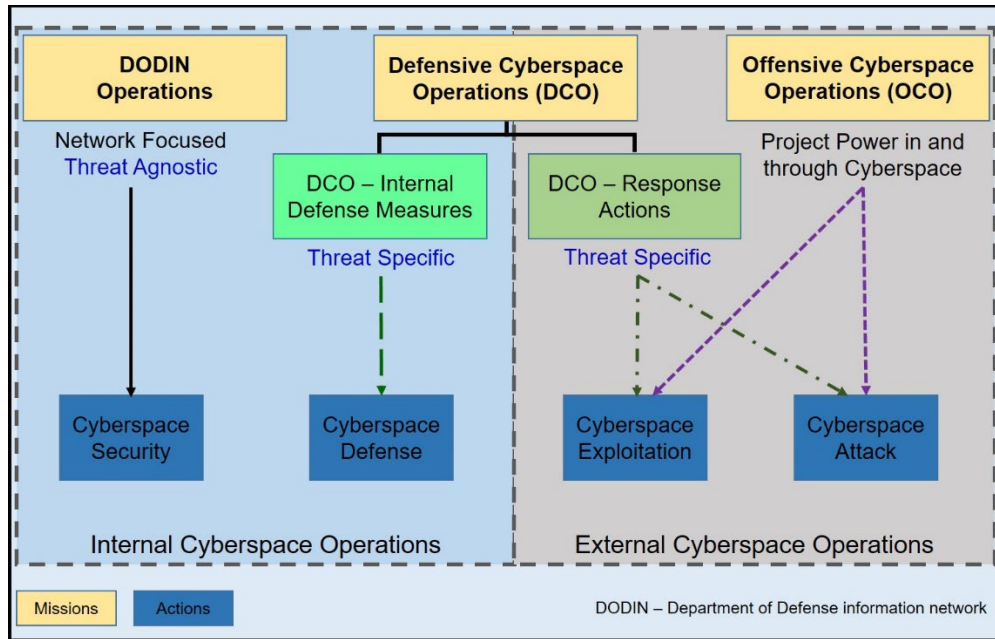 DODIN
Operations
Defensive Cyberspace
Operations (DCO)
Offensive Cyberspace
Operations (OCO)
Network Focused
Threat Agnostic
Project Power in and
through Cyberspace
DCO – Internal
Defense Measures
DCO – Response
Actions
Threat Specific
Threat Specific
Cyberspace
Security
Cyberspace
Defense
Cyberspace
Exploitation
Cyberspace
Attack
Internal Cyberspace Operations
External Cyberspace Operations
Missions
Actions
DODIN – Department of Defense information network